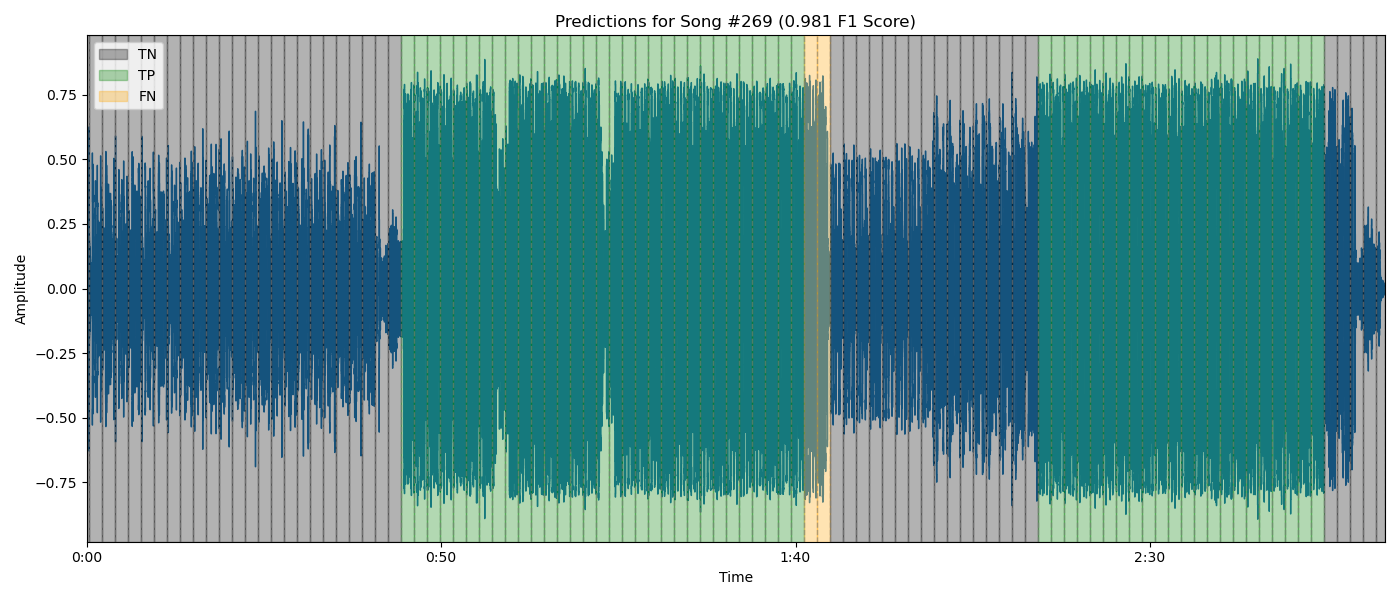 Predictions for Song #269 (0.981 F1 Score)
TN
TP
FN
Amplitude
0.75
0.50
0.25
0.00
−0.25
−0.50
−0.75
0:00
0:50
1:40
2:30
Time